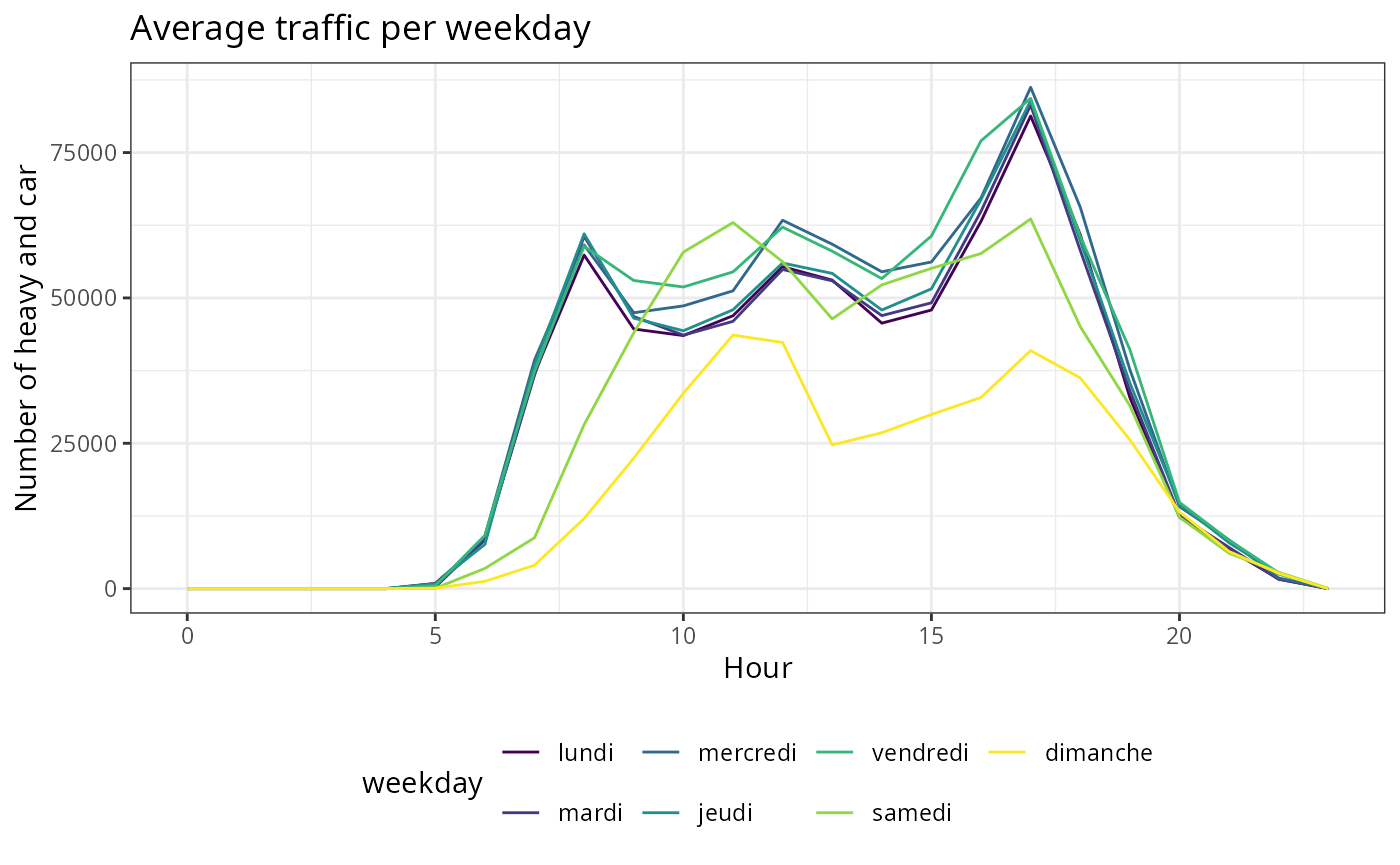 Average traffic per weekday
Number of heavy and car
75000
50000
25000
0
0 5 10 15 20
Hour
weekday
lundi mercredi vendredi dimanche
mardi jeudi samedi